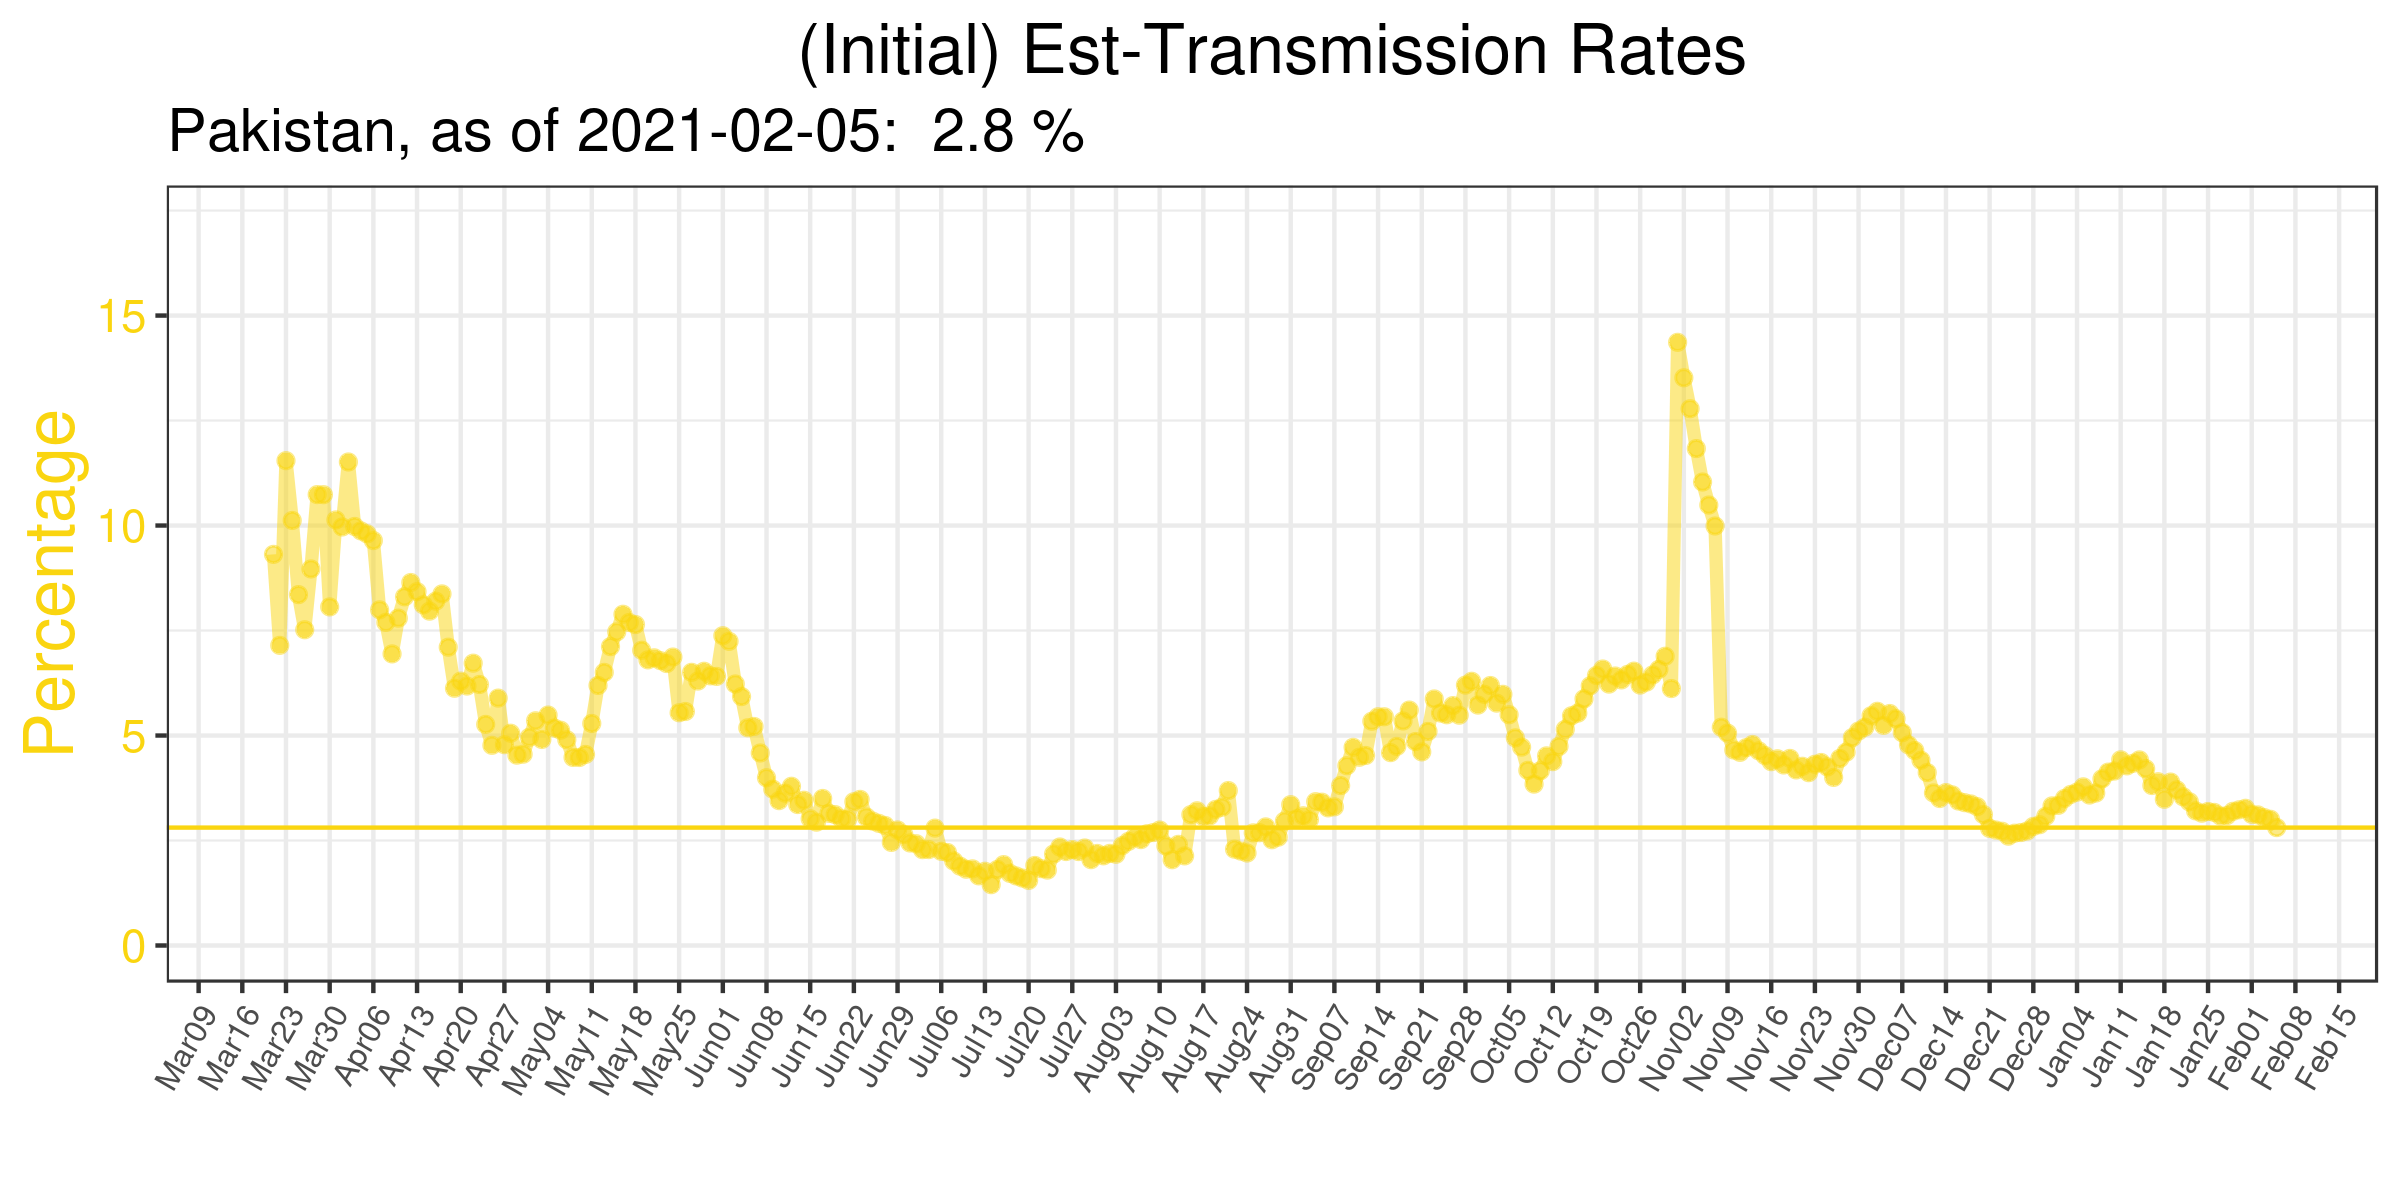 (Initial) Est-Transmission Rates
Pakistan, as of 2021-02-05:  2.8 %
Percentage
15
10
5
0
Mar09 Mar16 Mar23 Mar30 Apr06 Apr13 Apr20 Apr27 May04 May11 May18 May25 Jun01 Jun08 Jun15 Jun22 Jun29 Jul06 Jul13 Jul20 Jul27 Aug03 Aug10 Aug17 Aug24 Aug31 Sep07 Sep14 Sep21 Sep28 Oct05 Oct12 Oct19 Oct26 Nov02 Nov09 Nov16 Nov23 Nov30 Dec07 Dec14 Dec21 Dec28 Jan04 Jan11 Jan18 Jan25 Feb01 Feb08 Feb15